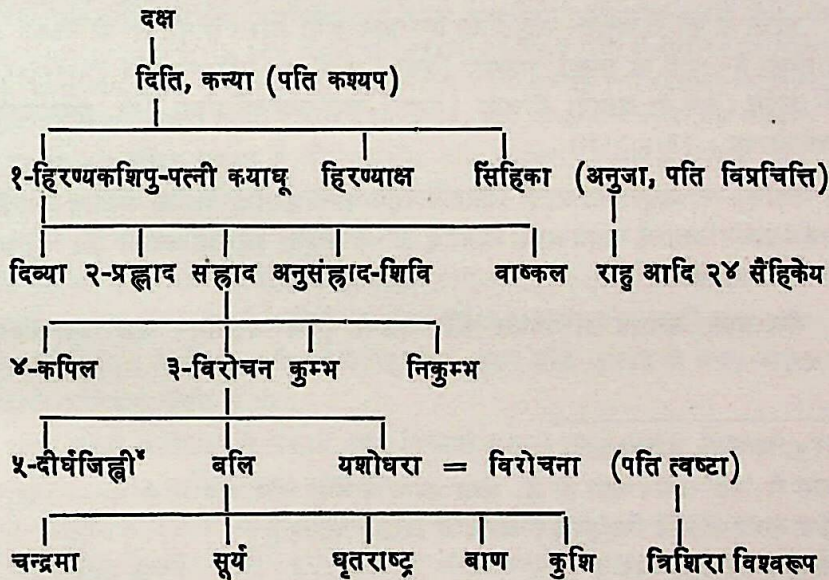 दक्ष
दिति, कन्या (पति कश्यप)
१-हिरण्यकशिपु-पत्नी कयाधू हिरण्याक्ष सिंहिका (अनुजा, पति विप्रचित्ति)
दिव्या २-प्रह्लाद संह्लाद अनुसंह्लाद-शिवि वाष्कल राहु आदि २४ सैंहिकेय
४-कपिल ३-विरोचन कुम्भ निकुम्भ
५-दीर्घजिह्वी४ बलि यशोधरा = विरोचना (पति त्वष्टा)
चन्द्रमा सूर्य धृतराष्ट्र बाण कुशि त्रिशिरा विश्वरूप